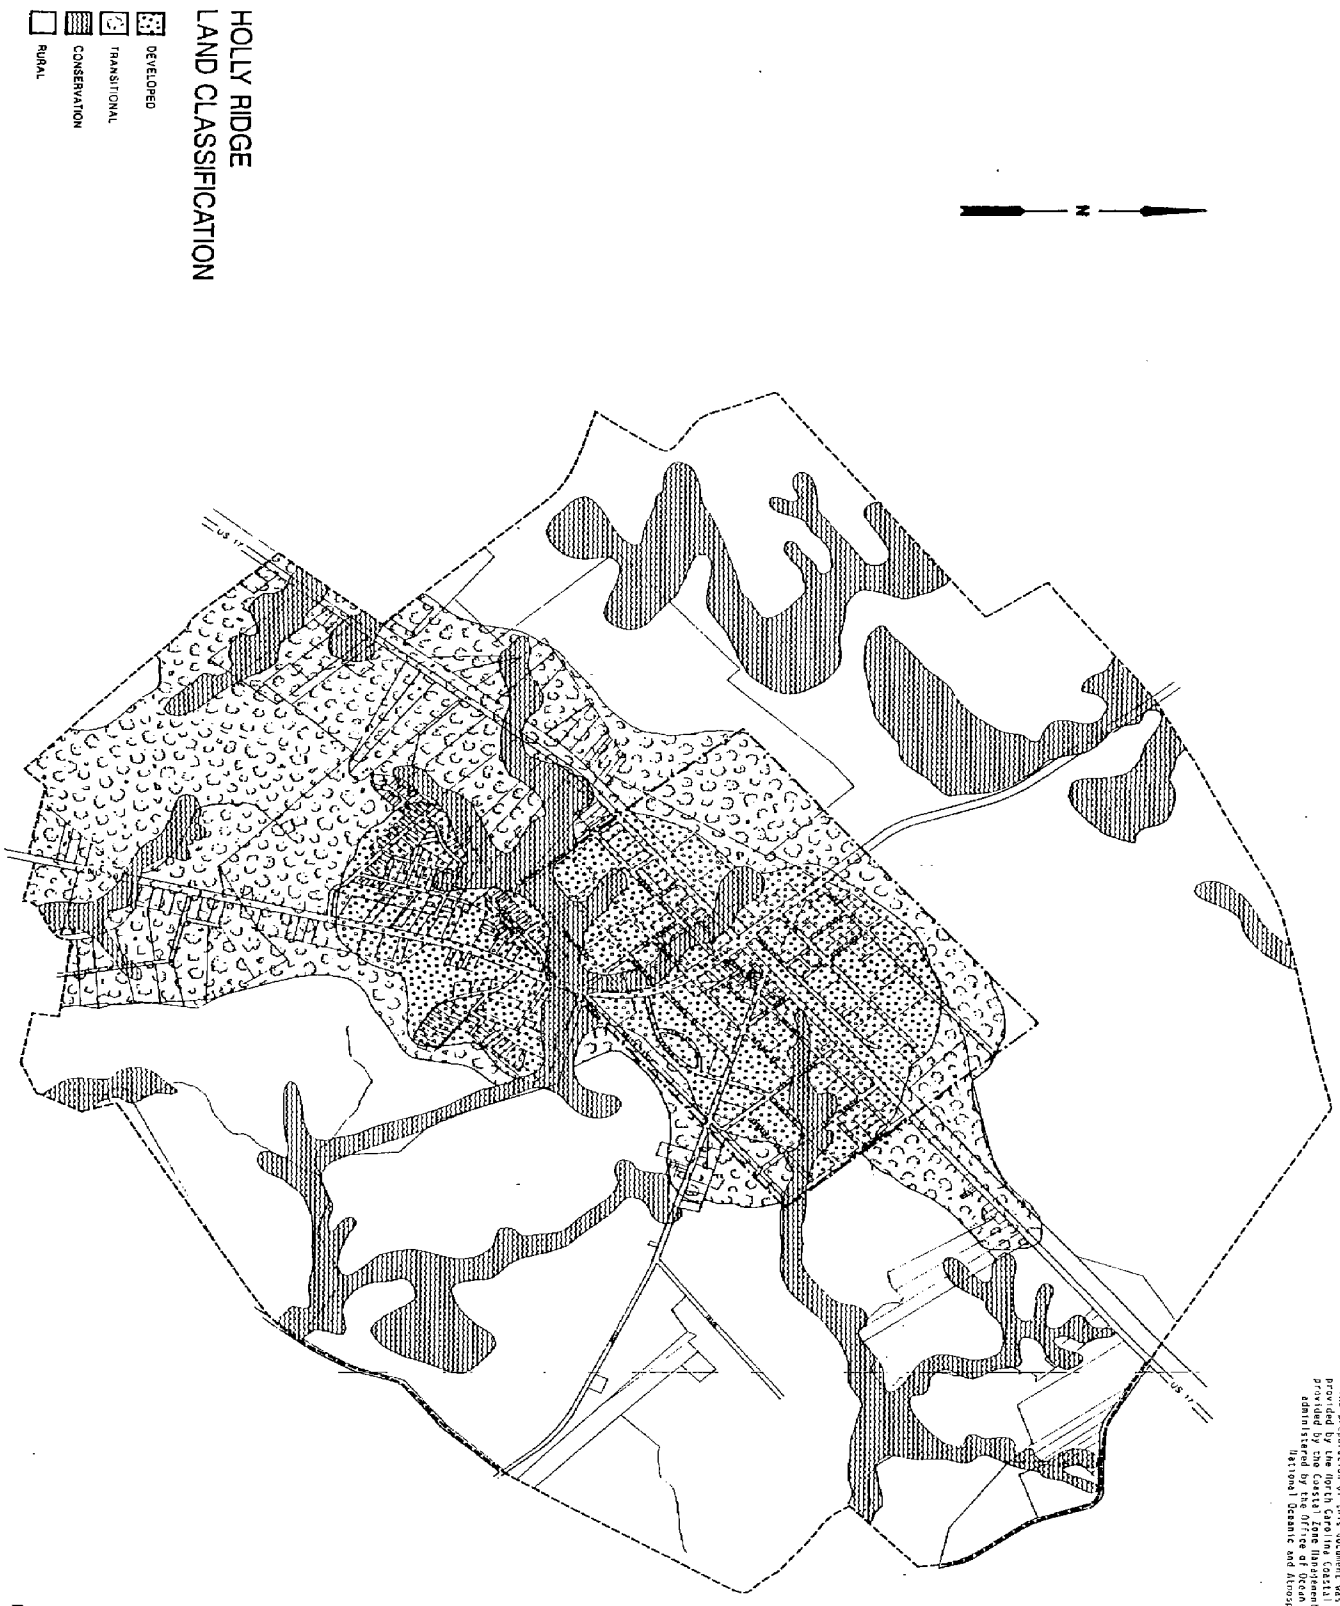 HOLLY RIDGE
LAND CLASSIFICATION
DEVELOPED
TRANSITIONAL
CONSERVATION
RURAL
N
US 17
US 17
provided by the North Carolina Coastal
provided by the Coastal Zone Management
administered by the Office of Ocean
National Oceanic and Atmosp